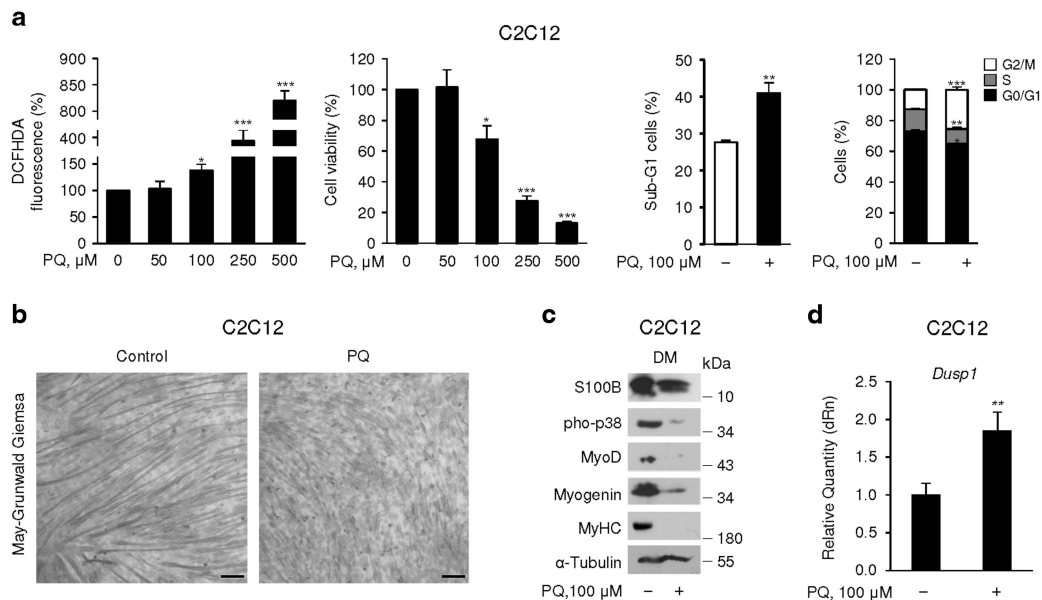 a
C2C12
DCFHDA
fluorescence (%)
900
850
800
400
350
150
100
50
0
*
***
***
PQ, µM
0 50 100 250 500
Cell viability (%)
120
100
80
60
40
20
0
*
***
***
PQ, µM
0 50 100 250 500
Sub-G1 cells (%)
50
40
30
20
10
0
**
PQ, 100 µM
– +
Cells (%)
120
100
80
60
40
20
0
***
**
*
G2/M
S
G0/G1
PQ, 100 µM
– +
b
C2C12
Control PQ
May-Grunwald Giemsa
c
C2C12
DM
kDa
S100B
– 10
pho-p38
– 34
MyoD
– 43
Myogenin
– 34
MyHC
– 180
α-Tubulin
– 55
PQ,100 µM – +
d
C2C12
Dusp1
Relative Quantity (dRn)
2.5
2.0
1.5
1.0
2.5
0.0
**
PQ, 100 µM – +